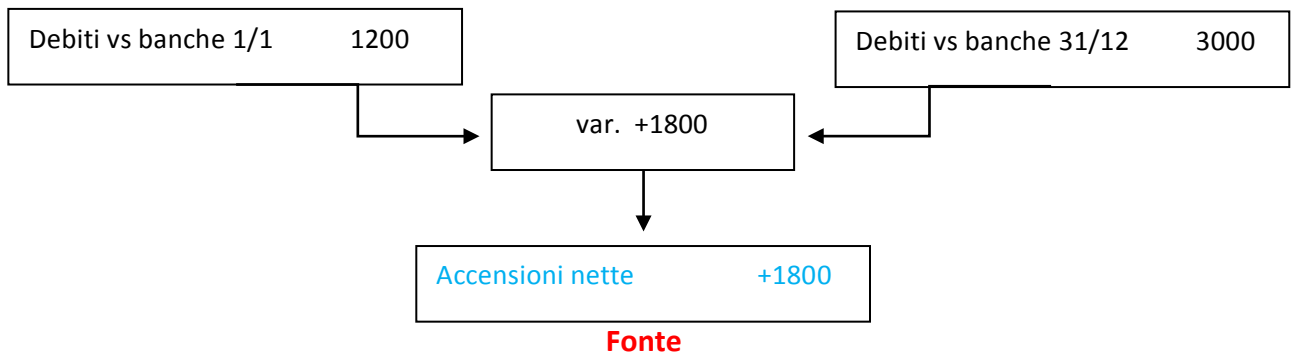 Debiti vs banche 1/1 1200
Debiti vs banche 31/12 3000
var. +1800
Accensioni nette +1800
Fonte